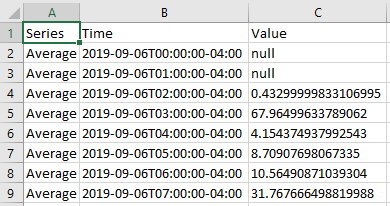 A B C
1 Series Time Value
2 Average 2019-09-06T00:00:00-04:00 null
3 Average 2019-09-06T01:00:00-04:00 null
4 Average 2019-09-06T02:00:00-04:00 0.43299999833106995
5 Average 2019-09-06T03:00:00-04:00 67.96499633789062
6 Average 2019-09-06T04:00:00-04:00 4.154374937992543
7 Average 2019-09-06T05:00:00-04:00 8.70907698067335
8 Average 2019-09-06T06:00:00-04:00 10.56490871039304
9 Average 2019-09-06T07:00:00-04:00 31.767666498819988